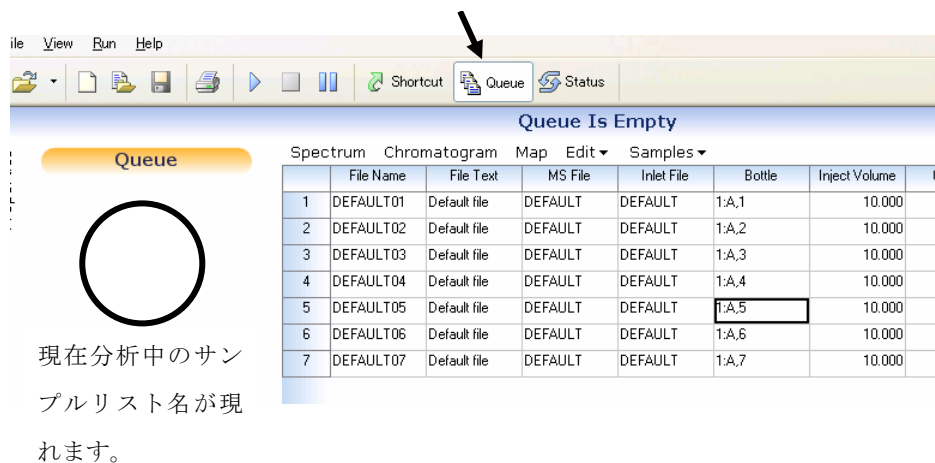 ile View Run Help
Shortcut Queue Status
Queue Is Empty
Queue
Spectrum Chromatogram Map Edit Samples
File Name File Text MS File Inlet File Bottle Inject Volume
1 DEFAULT01 Default file DEFAULT DEFAULT 1:A,1 10.000
2 DEFAULT02 Default file DEFAULT DEFAULT 1:A,2 10.000
3 DEFAULT03 Default file DEFAULT DEFAULT 1:A,3 10.000
4 DEFAULT04 Default file DEFAULT DEFAULT 1:A,4 10.000
5 DEFAULT05 Default file DEFAULT DEFAULT 1:A,5 10.000
6 DEFAULT06 Default file DEFAULT DEFAULT 1:A,6 10.000
7 DEFAULT07 Default file DEFAULT DEFAULT 1:A,7 10.000
現在分析中のサン
プルリスト名が現
れます。